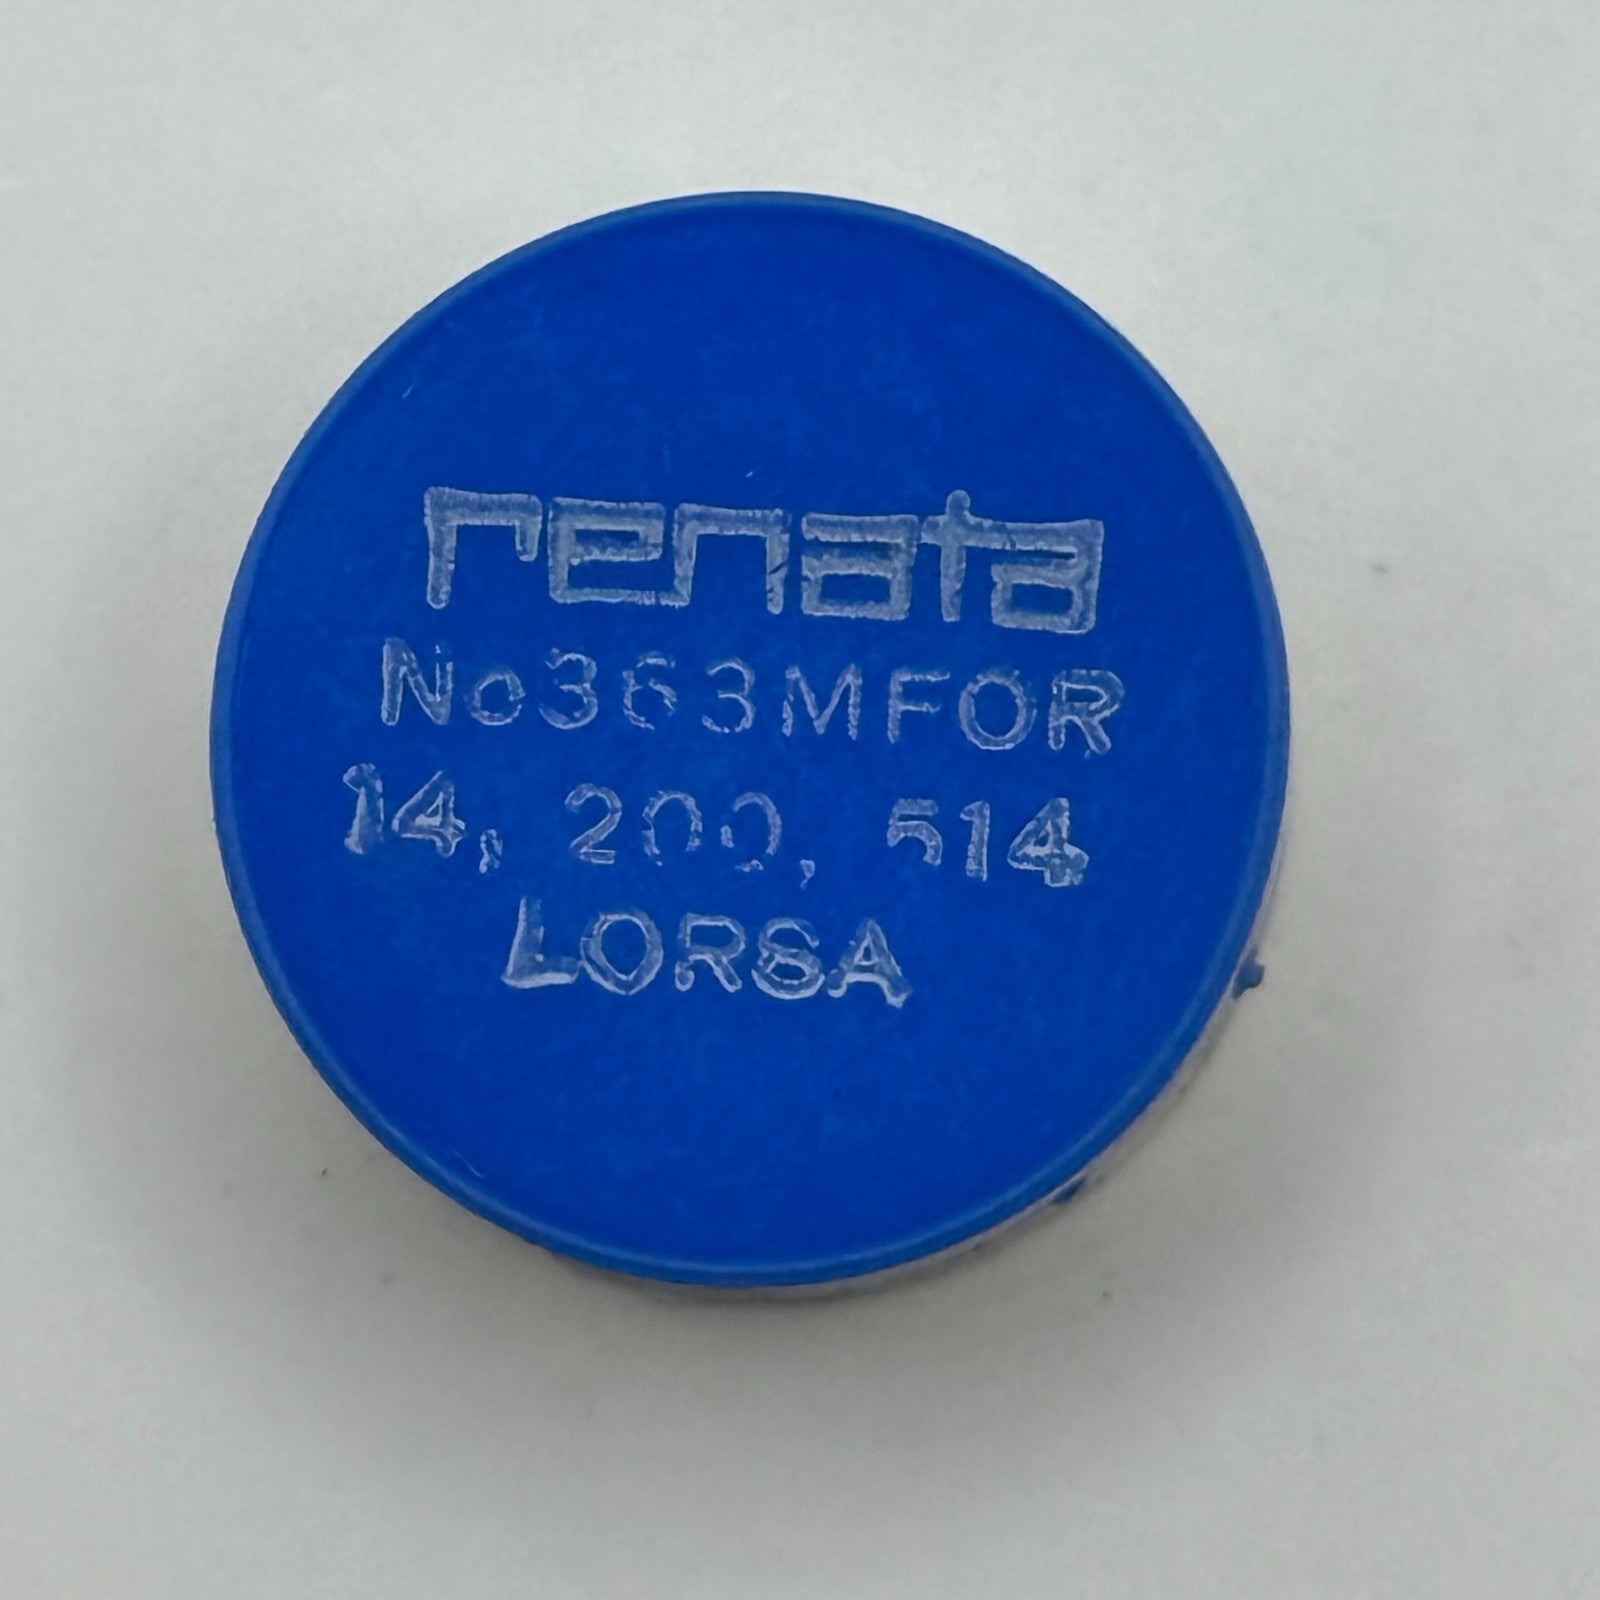 renata
No363MFOR
14, 200, 514
LORSA